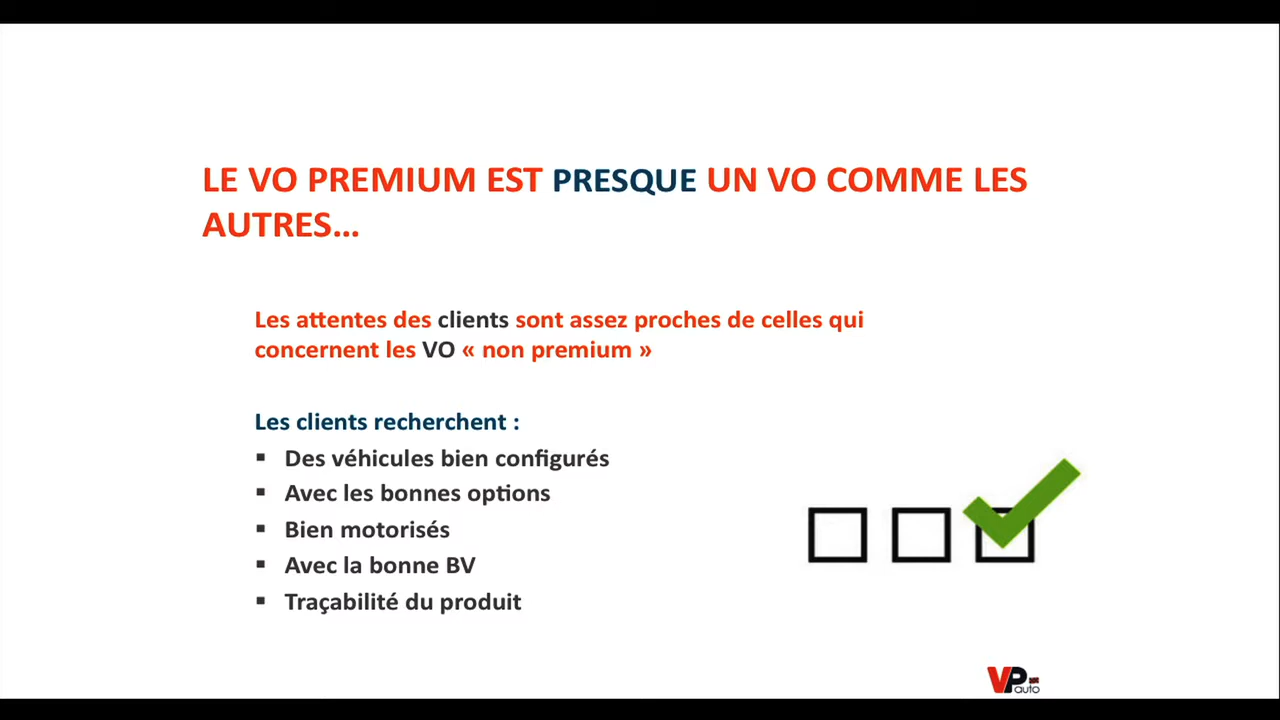 LE VO PREMIUM EST PRESQUE UN VO COMME LES
AUTRES...
Les attentes des clients sont assez proches de celles qui
concernent les VO « non premium »
Les clients recherchent :
▪ Des véhicules bien configurés
▪ Avec les bonnes options
▪ Bien motorisés
▪ Avec la bonne BV
▪ Traçabilité du produit
VP auto